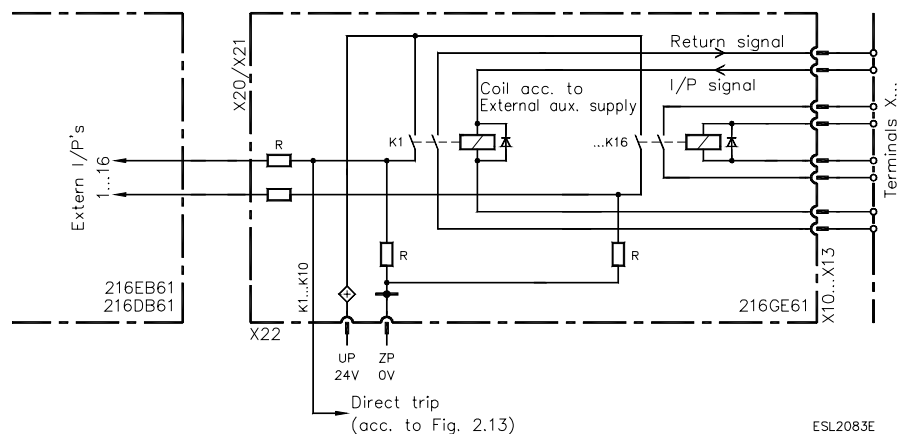 X20/X21
Return signal
I/P signal
Coil acc. to
External aux. supply
K1
...K16
R
Extern I/P's
1...16
Terminals X...
R
R
K1...K10
216EB61
216DB61
216GE61
X10...X13
X22
UP
24V
ZP
0V
Direct trip
(acc. to Fig. 2.13)
ESL2083E